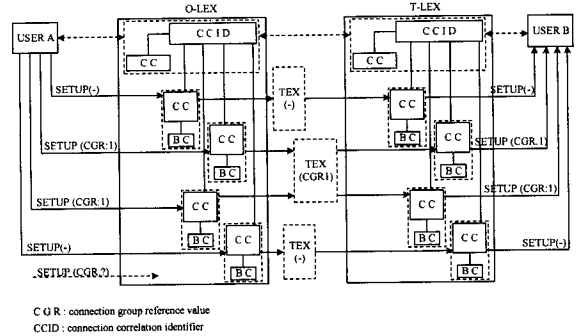 O-LEX
T-LEX
USER A
CCID
CC
CCID
CC
USER B
SETUP(-)
CC
BC
TEX
(-)
CC
BC
SETUP(-)
SETUP (CGR:1)
CC
BC
TEX
(CGR1)
CC
BC
SETUP (CGR.1)
SETUP (CGR:1)
CC
BC
CC
BC
SETUP (CGR:1)
SETUP(-)
CC
BC
TEX
(-)
CC
BC
SETUP(-)
SETUP (CGR:?)
C G R : connection group reference value
CCID : connection correlation identifier